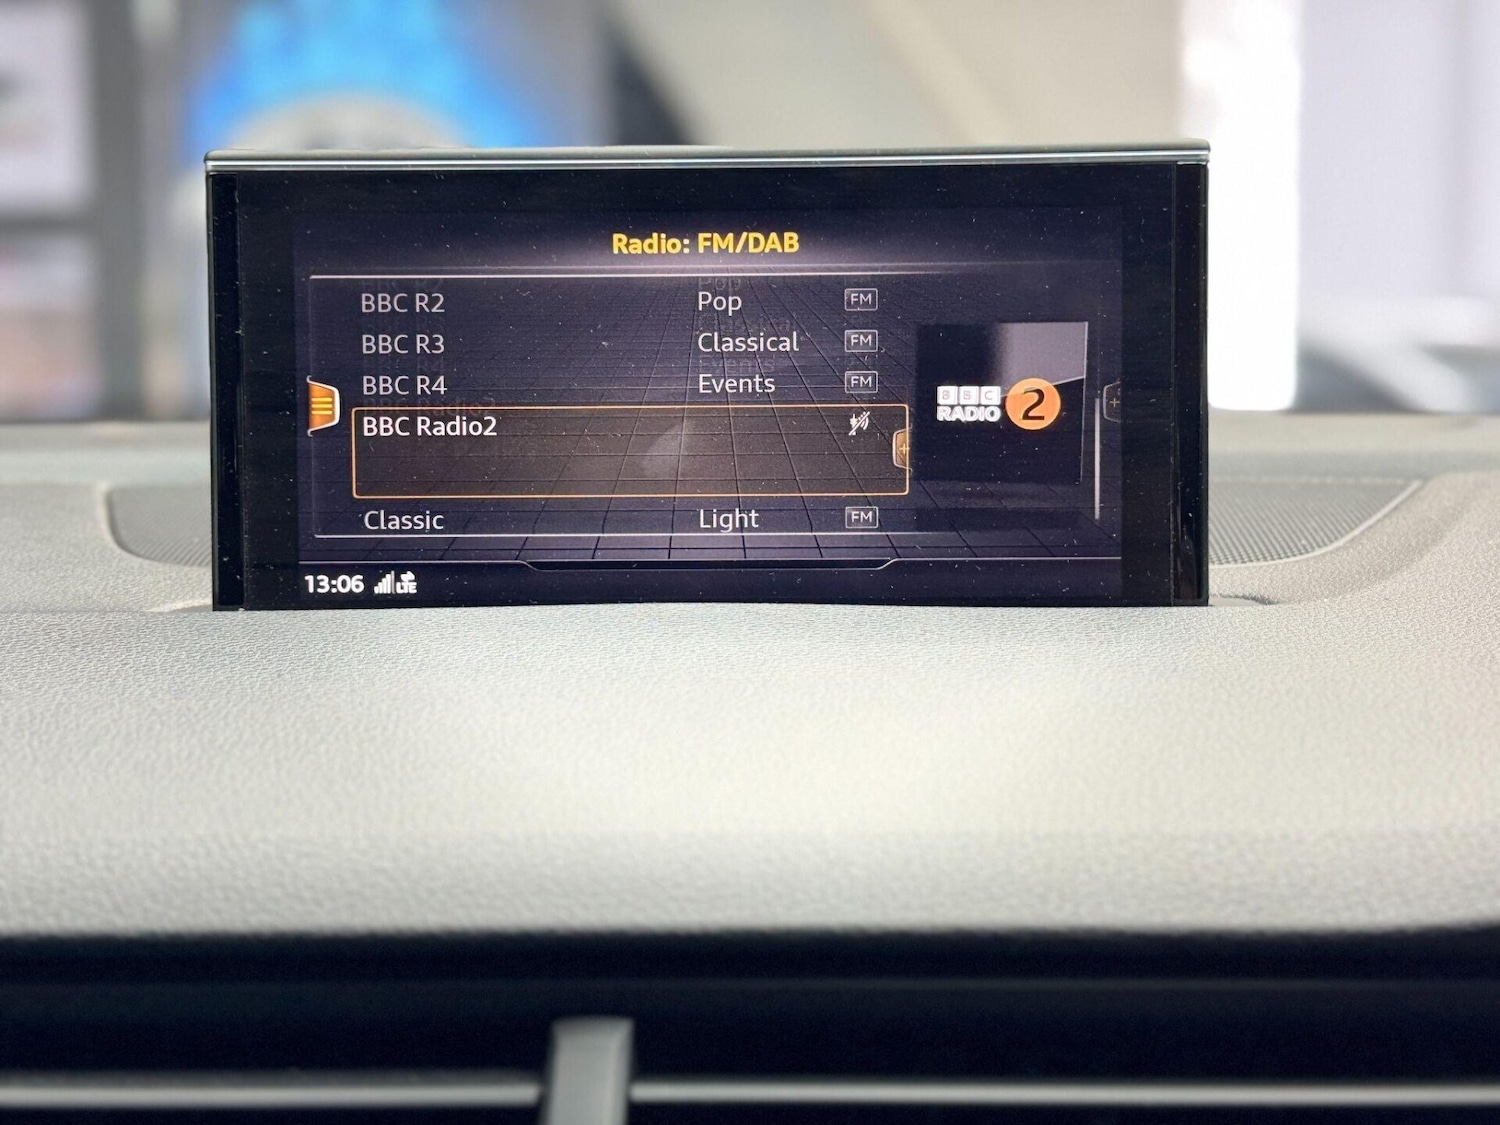 Radio: FM/DAB
BBC R2 Pop FM
BBC R3 Classical FM
BBC R4 Events FM
BBC Radio2
BBC
RADIO 2
Classic Light FM
13:06 LTE